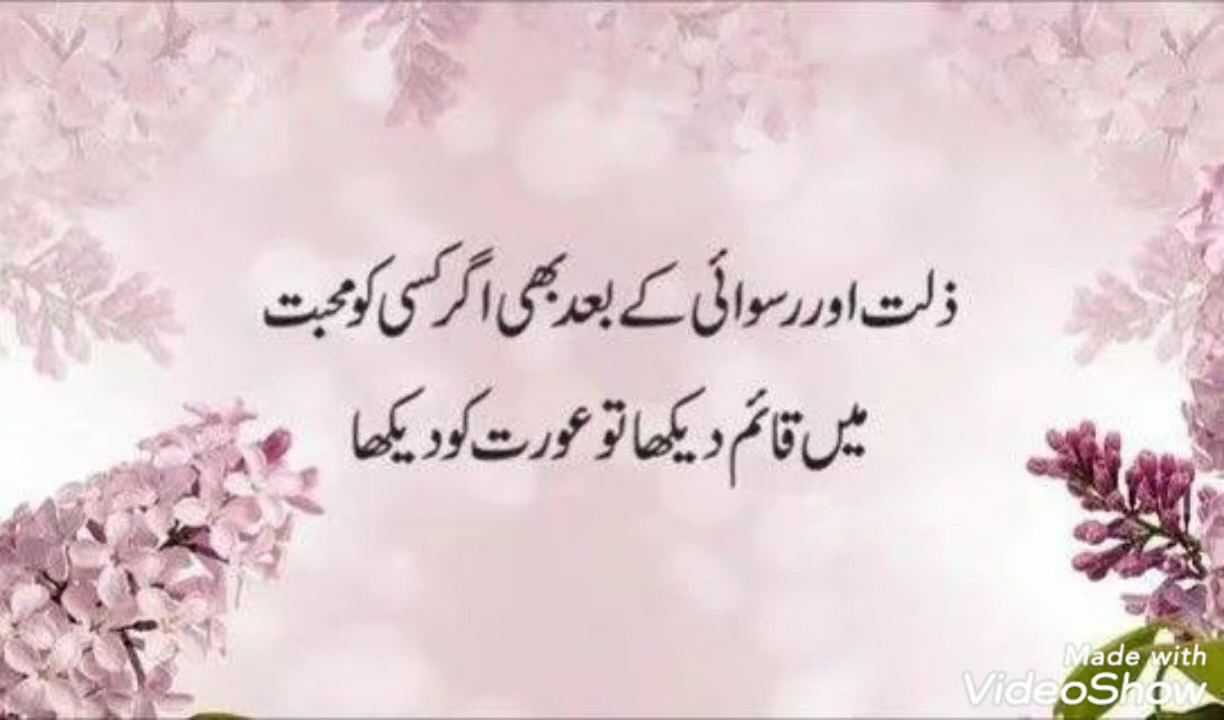 ذلت اور رسوائی کے بعد بھی اگر کسی کو محبت
میں قائم دیکھا تو عورت کو دیکھا
Made with
VideoShow